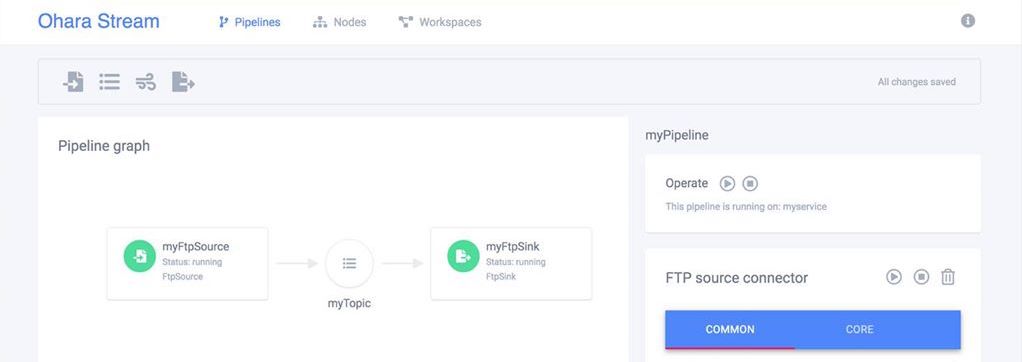 Ohara Stream
Pipelines
Nodes
Workspaces
All changes saved
Pipeline graph
myFtpSource
Status: running
FtpSource
myTopic
myFtpSink
Status: running
FtpSink
myPipeline
Operate
This pipeline is running on: myservice
FTP source connector
COMMON
CORE